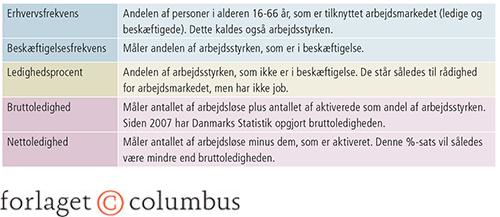 Erhvervsfrekvens
Andelen af personer i alderen 16-66 år, som er tilknyttet arbejdsmarkedet (ledige og
beskæftigede). Dette kaldes også arbejdsstyrken.
Beskæftigelsesfrekvens
Måler andelen af arbejdsstyrken, som er i beskæftigelse.
Ledighedsprocent
Andelen af arbejdsstyrken, som ikke er i beskæftigelse. De står således til rådighed
for arbejdsmarkedet, men har ikke job.
Bruttoledighed
Måler antallet af arbejdsløse plus antallet af aktiverede som andel af arbejdsstyrken.
Siden 2007 har Danmarks Statistik opgjort bruttoledigheden.
Nettoledighed
Måler antallet af arbejdsløse minus dem, som er aktiveret. Denne %-sats vil således
være mindre end bruttoledigheden.
forlaget © columbus